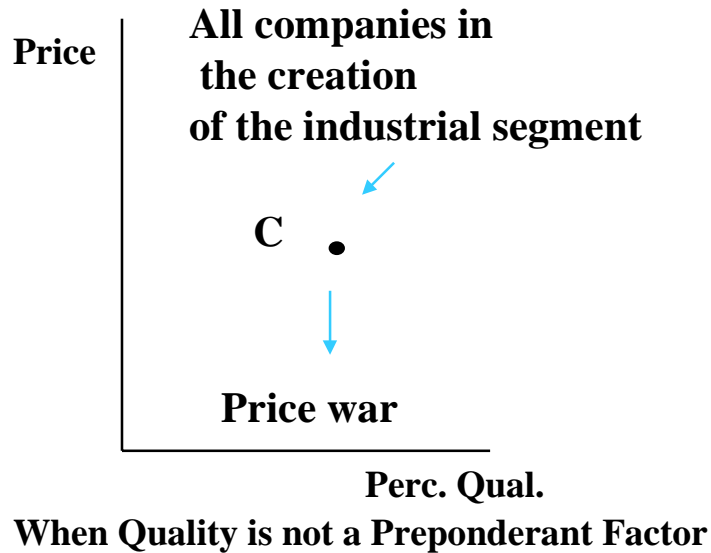 Price
All companies in
the creation
of the industrial segment
C
Price war
Perc. Qual.
When Quality is not a Preponderant Factor